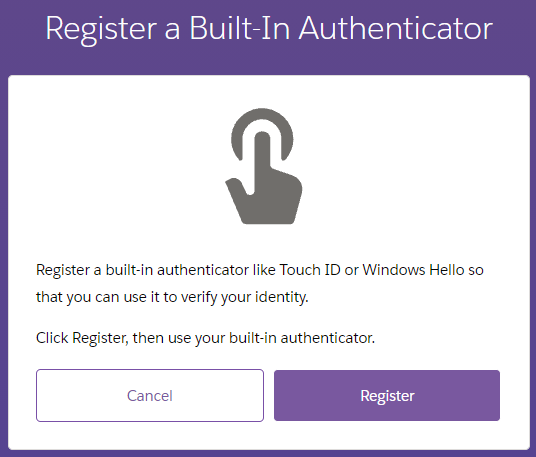 Register a Built-In Authenticator
Register a built-in authenticator like Touch ID or Windows Hello so
that you can use it to verify your identity.
Click Register, then use your built-in authenticator.
Cancel
Register